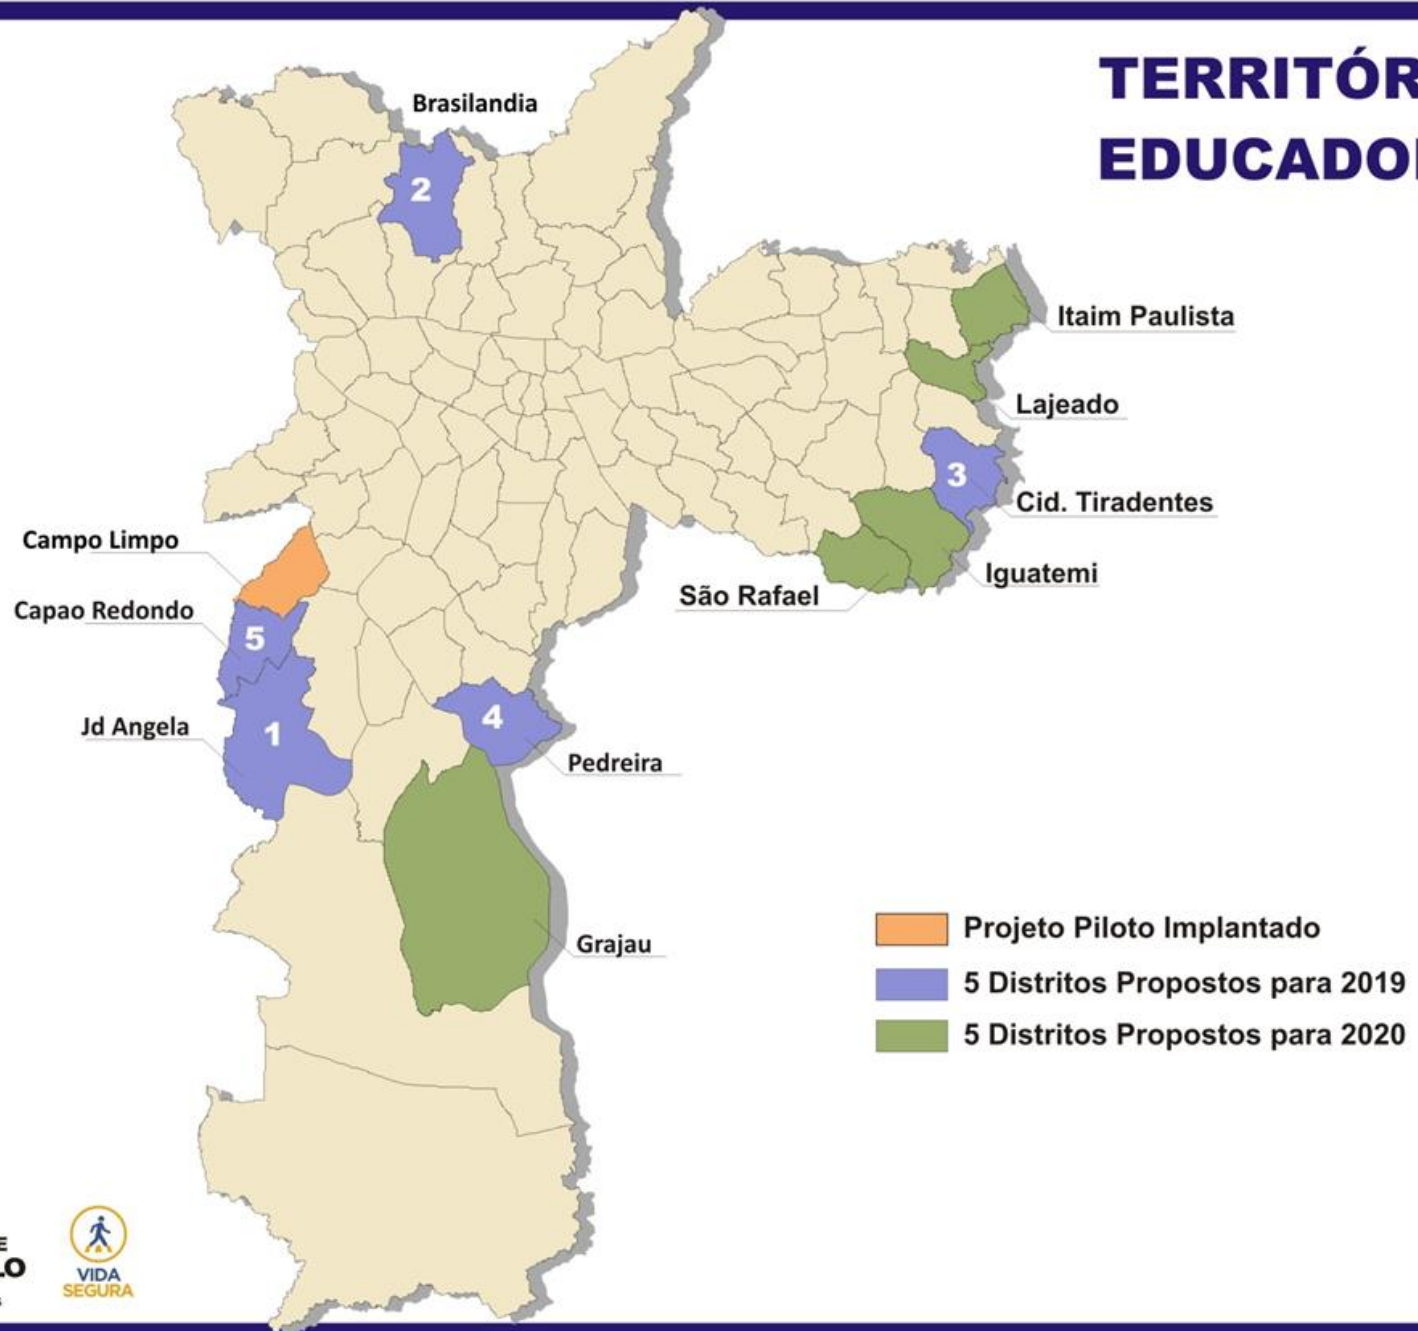 TERRITÓR
EDUCADO
Brasilandia
2
Itaim Paulista
Lajeado
3
Cid. Tiradentes
Iguatemi
São Rafael
Campo Limpo
Capao Redondo
5
Jd Angela
1
4
Pedreira
Grajau
Projeto Piloto Implantado
5 Distritos Propostos para 2019
5 Distritos Propostos para 2020
E
LO
VIDA
SEGURA